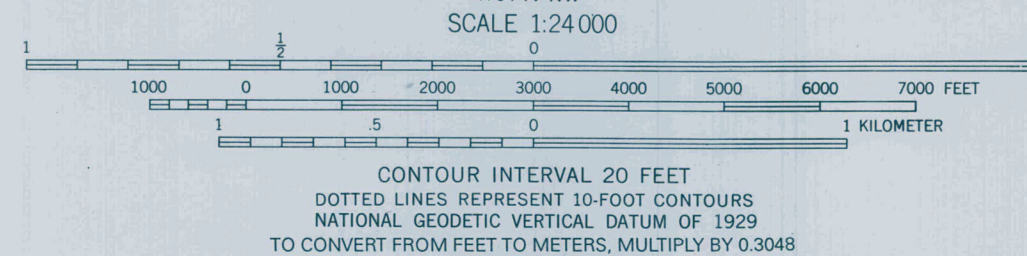 SCALE 1:24 000
1 1/2 0
1000 0 1000 2000 3000 4000 5000 6000 7000 FEET
1 .5 0 1 KILOMETER
CONTOUR INTERVAL 20 FEET
DOTTED LINES REPRESENT 10-FOOT CONTOURS
NATIONAL GEODETIC VERTICAL DATUM OF 1929
TO CONVERT FROM FEET TO METERS, MULTIPLY BY 0.3048